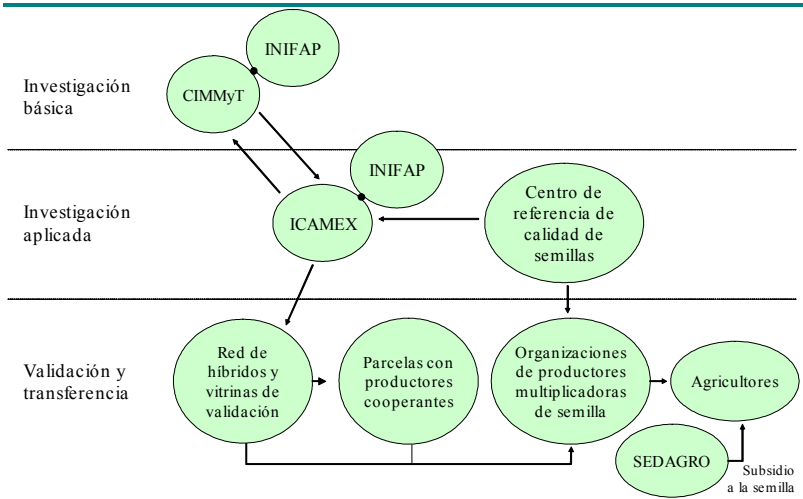 INIFAP
Investigación
básica
CIMMyT
INIFAP
Investigación
aplicada
ICAMEX
Centro de
referencia de
calidad de
semillas
Validación y
transferencia
Red de
híbridos y
vitrinas de
validación
Parcelas con
productores
cooperantes
Organizaciones
de productores
multiplicadoras
de semilla
Agricultores
SEDAGRO
Subsidio
a la semilla